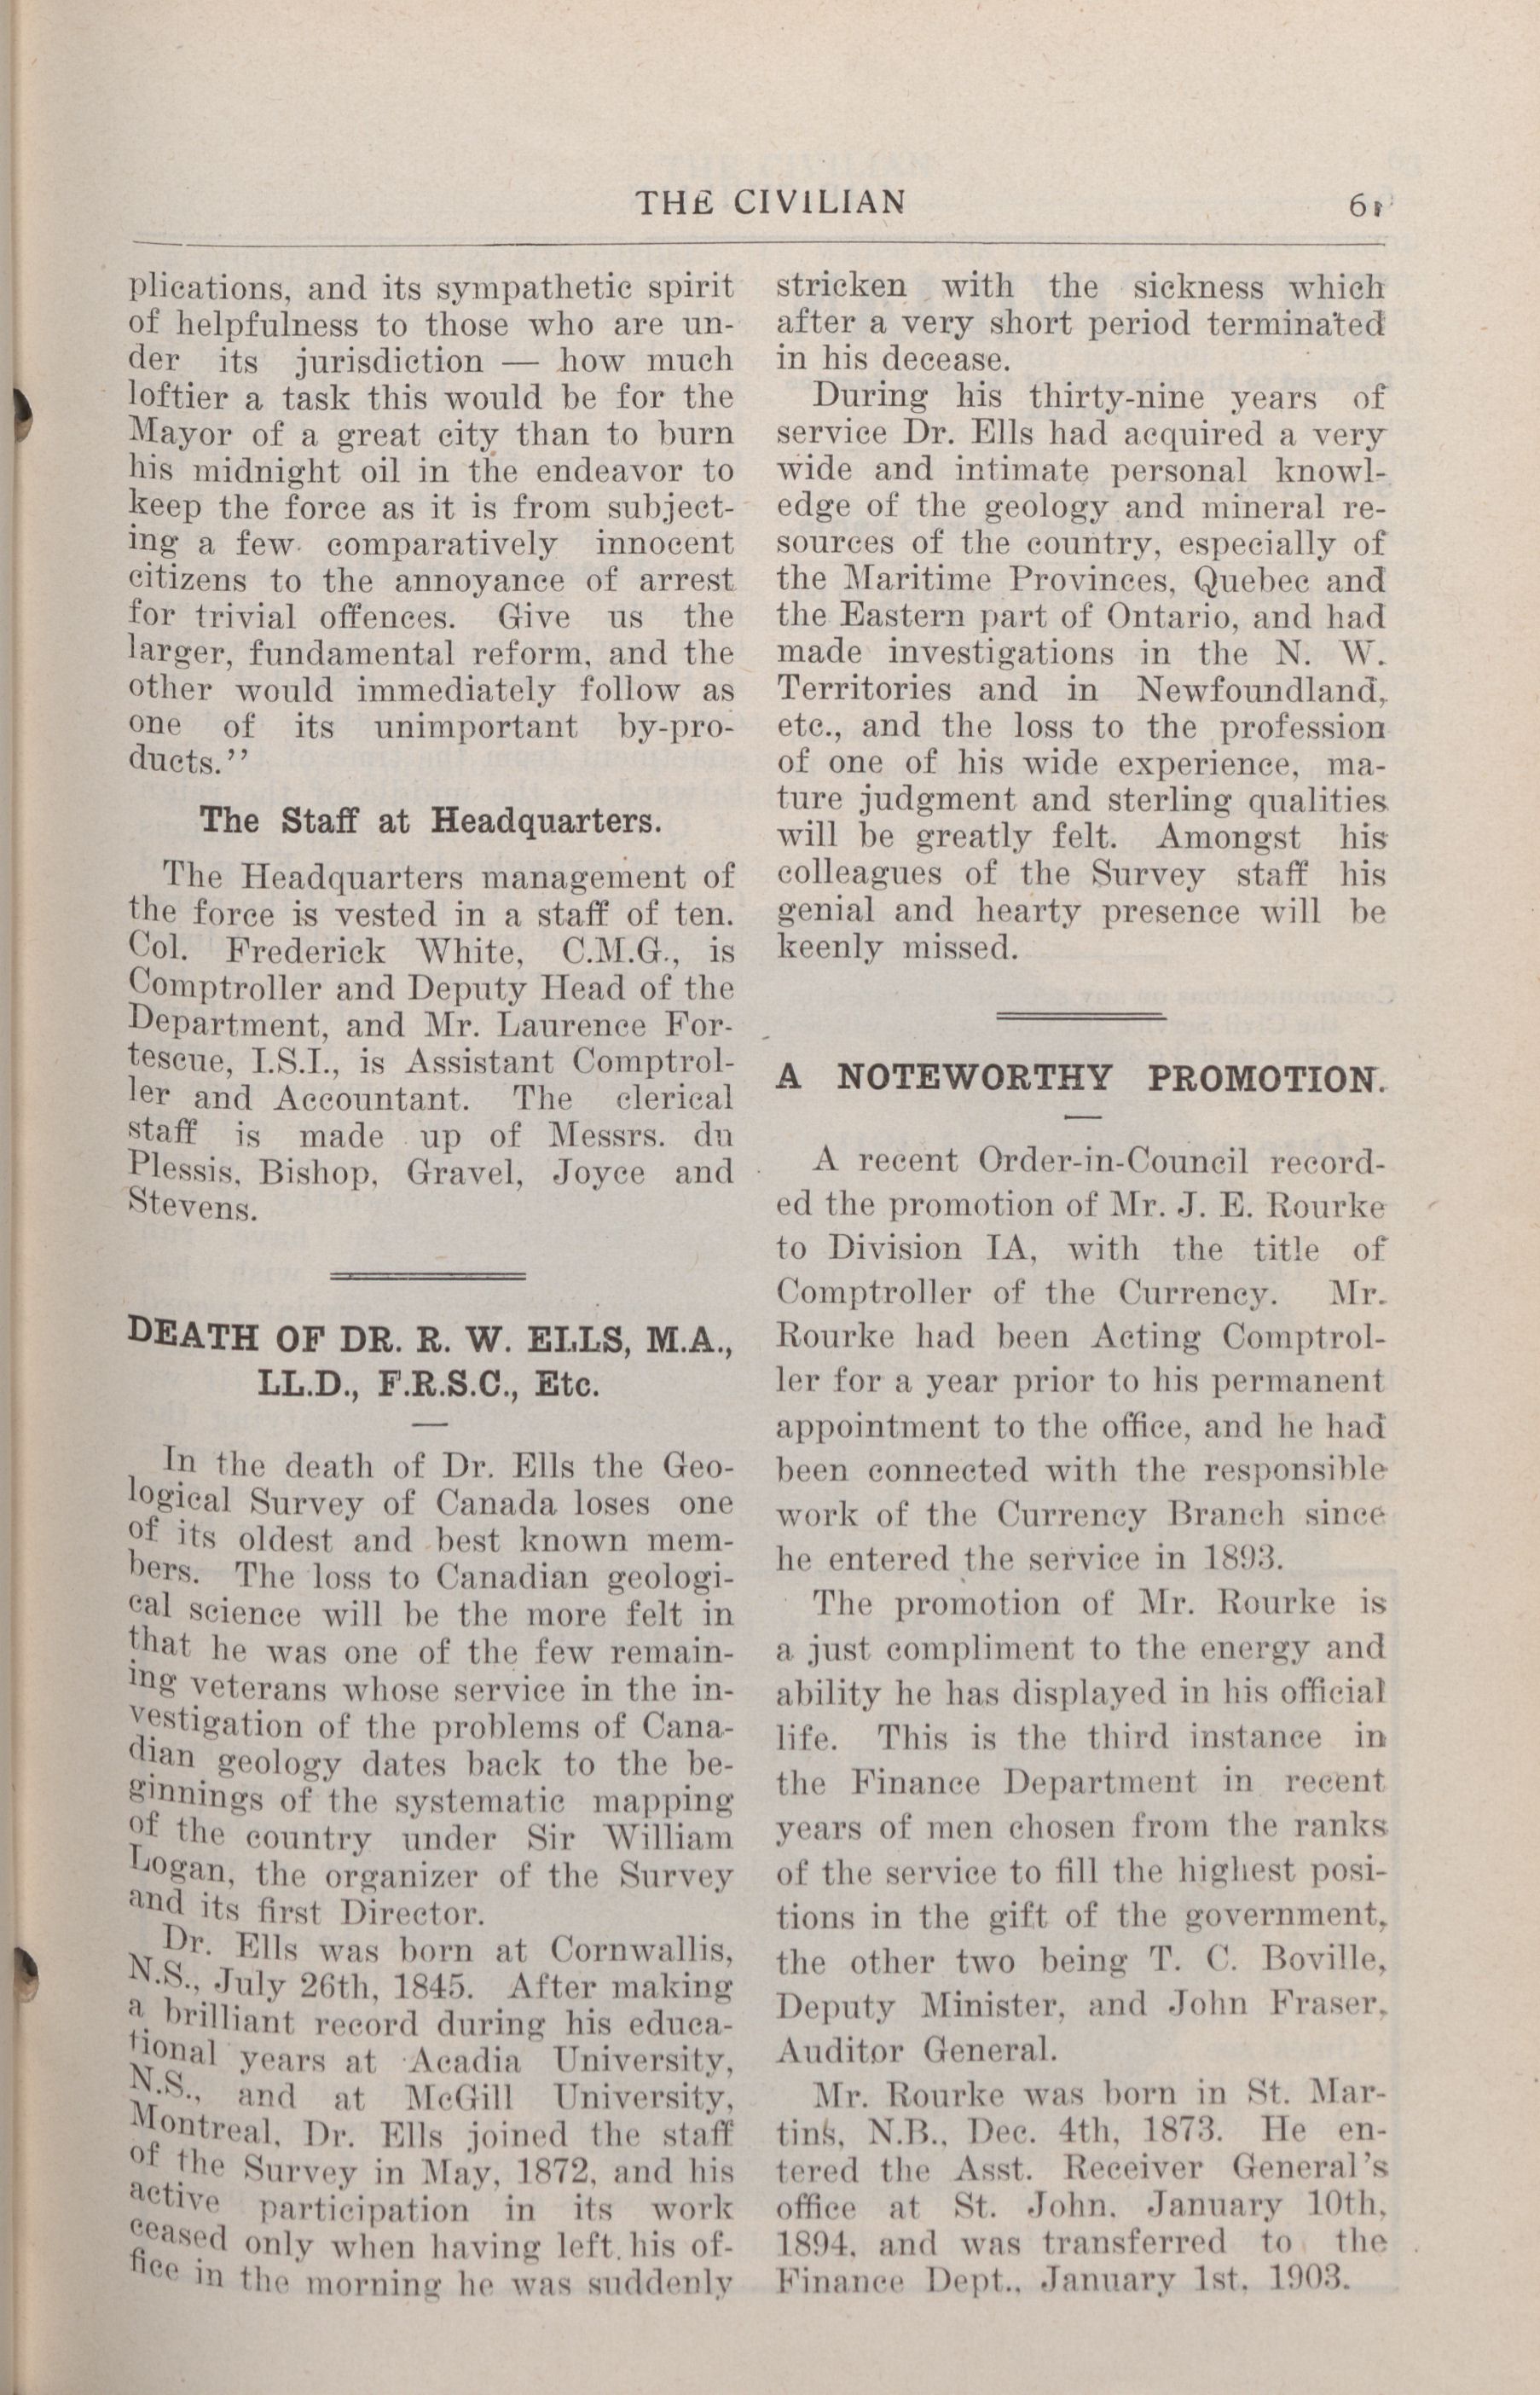 THE CIVILIAN
61
plications, and its sympathetic spirit
of helpfulness to those who are un-
der its jurisdiction — how much
loftier a task this would be for the
Mayor of a great city than to burn
his midnight oil in the endeavor to
keep the force as it is from subject-
ing a few comparatively innocent
citizens to the annoyance of arrest
for trivial offences. Give us the
larger, fundamental reform, and the
other would immediately follow as
one of its unimportant by-pro-
ducts.”
The Staff at Headquarters.
The Headquarters management of
the force is vested in a staff of ten.
Col. Frederick White, C.M.G., is
Comptroller and Deputy Head of the
Department, and Mr. Laurence For-
tescue, I.S.I., is Assistant Comptrol-
ler and Accountant. The clerical
staff is made up of Messrs. du
Plessis, Bishop, Gravel, Joyce and
Stevens.
DEATH OF DR. R. W. ELLS, M.A.,
LL.D., F.R.S.C., Etc.
In the death of Dr. Ells the Geo-
logical Survey of Canada loses one
of its oldest and best known mem-
bers. The loss to Canadian geologi-
cal science will be the more felt in
that he was one of the few remain-
ing veterans whose service in the in-
vestigation of the problems of Cana-
dian geology dates back to the be-
ginnings of the systematic mapping
of the country under Sir William
Logan, the organizer of the Survey
and its first Director.
Dr. Ells was born at Cornwallis,
N.S., July 26th, 1845. After making
a brilliant record during his educa-
tional years at Acadia University,
N.S., and at McGill University,
Montreal, Dr. Ells joined the staff
of the Survey in May, 1872, and his
active participation in its work
ceased only when having left his of-
fice in the morning he was suddenly
stricken with the sickness which
after a very short period terminated
in his decease.
During his thirty-nine years of
service Dr. Ells had acquired a very
wide and intimate personal knowl-
edge of the geology and mineral re-
sources of the country, especially of
the Maritime Provinces, Quebec and
the Eastern part of Ontario, and had
made investigations in the N. W.
Territories and in Newfoundland,
etc., and the loss to the profession
of one of his wide experience, ma-
ture judgment and sterling qualities
will be greatly felt. Amongst his
colleagues of the Survey staff his
genial and hearty presence will be
keenly missed.
A NOTEWORTHY PROMOTION.
A recent Order-in-Council record-
ed the promotion of Mr. J. E. Rourke
to Division IA, with the title of
Comptroller of the Currency. Mr.
Rourke had been Acting Comptrol-
ler for a year prior to his permanent
appointment to the office, and he had
been connected with the responsible
work of the Currency Branch since
he entered the service in 1893.
The promotion of Mr. Rourke is
a just compliment to the energy and
ability he has displayed in his official
life. This is the third instance in
the Finance Department in recent
years of men chosen from the ranks
of the service to fill the highest posi-
tions in the gift of the government,
the other two being T. C. Boville,
Deputy Minister, and John Fraser,
Auditor General.
Mr. Rourke was born in St. Mar-
tins, N.B., Dec. 4th, 1873. He en-
tered the Asst. Receiver General's
office at St. John, January 10th,
1894, and was transferred to the
Finance Dept., January 1st, 1903.